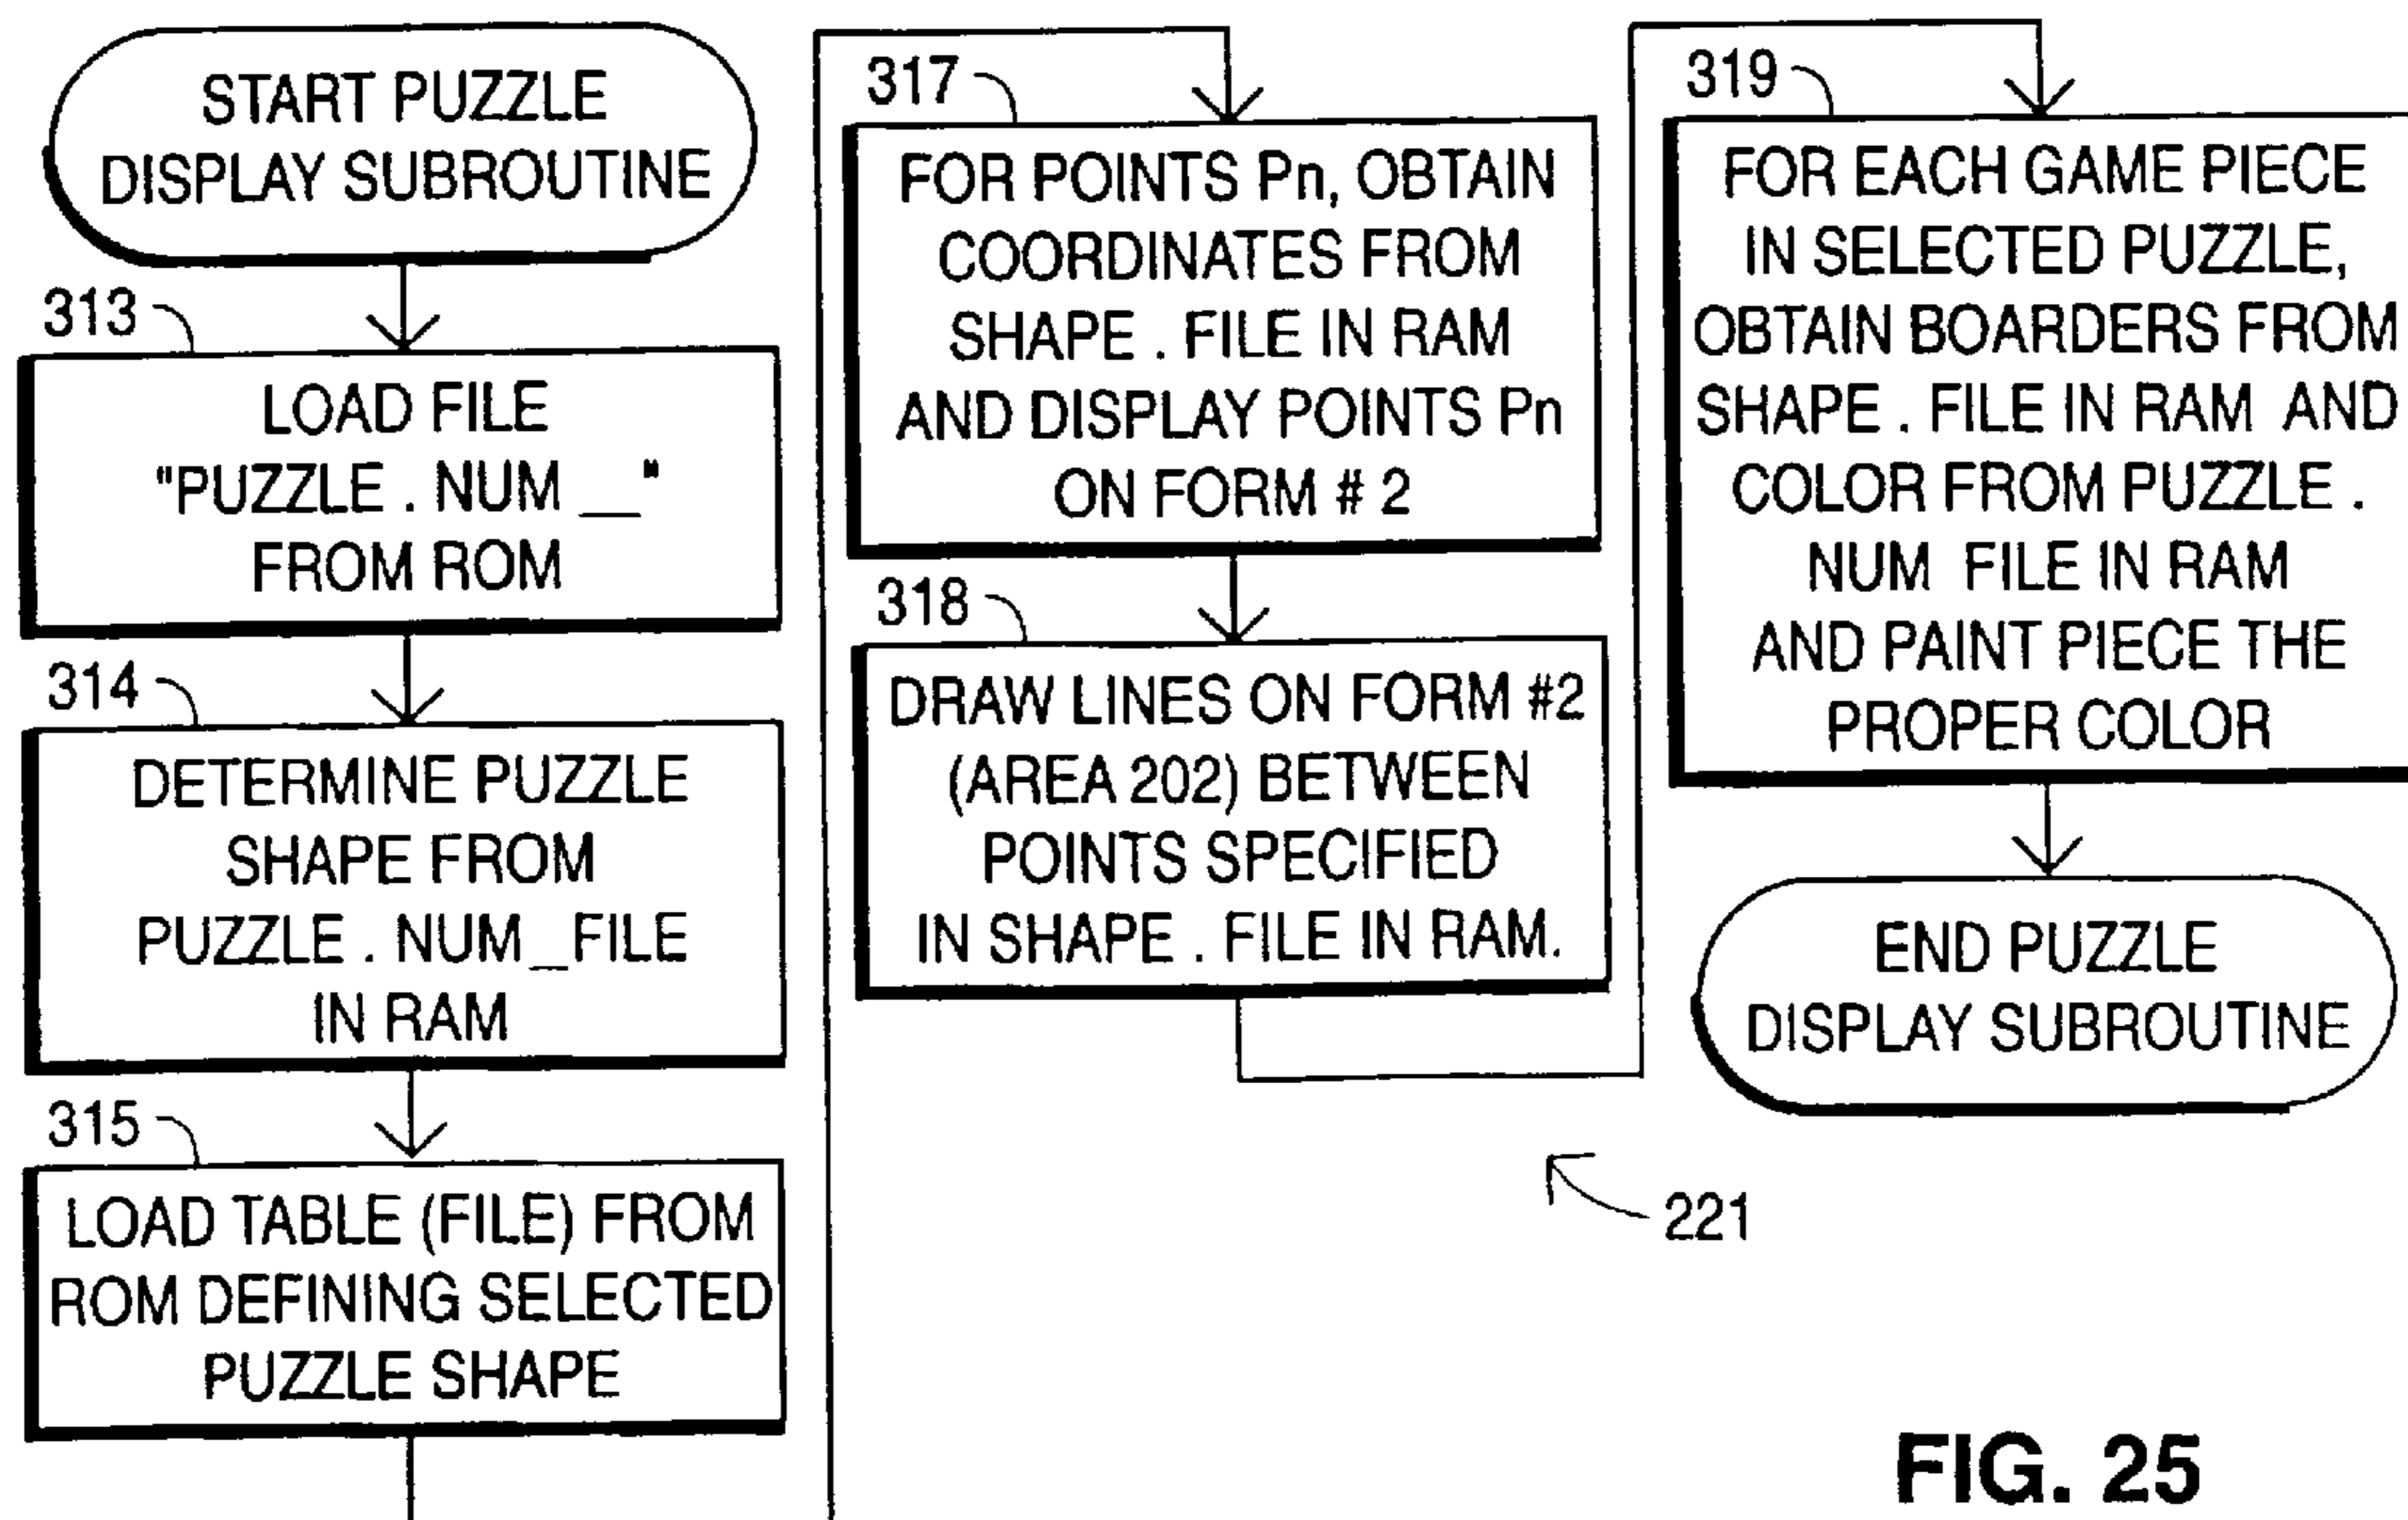 START PUZZLE
DISPLAY SUBROUTINE
313
LOAD FILE
"PUZZLE . NUM __"
FROM ROM
314
DETERMINE PUZZLE
SHAPE FROM
PUZZLE . NUM _FILE
IN RAM
315
LOAD TABLE (FILE) FROM
ROM DEFINING SELECTED
PUZZLE SHAPE
317
FOR POINTS Pn, OBTAIN
COORDINATES FROM
SHAPE . FILE IN RAM
AND DISPLAY POINTS Pn
ON FORM # 2
318
DRAW LINES ON FORM #2
(AREA 202) BETWEEN
POINTS SPECIFIED
IN SHAPE . FILE IN RAM.
319
FOR EACH GAME PIECE
IN SELECTED PUZZLE,
OBTAIN BOARDERS FROM
SHAPE . FILE IN RAM AND
COLOR FROM PUZZLE .
NUM FILE IN RAM
AND PAINT PIECE THE
PROPER COLOR
END PUZZLE
DISPLAY SUBROUTINE
221
FIG. 25